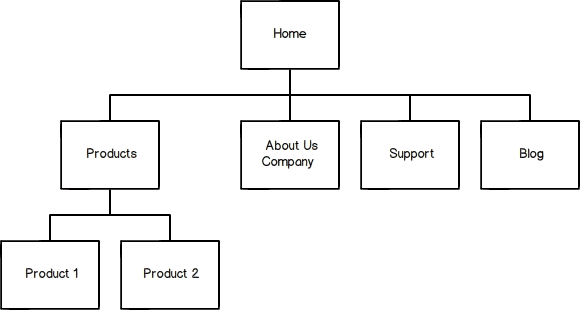 Home
Products
About Us
Company
Support
Blog
Product 1
Product 2